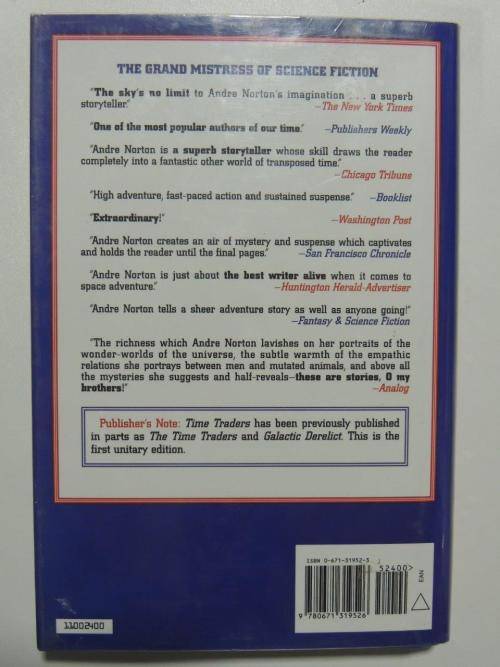 THE GRAND MISTRESS OF SCIENCE FICTION
"The sky's no limit to Andre Norton's imagination . . . a superb
storyteller."
—The New York Times
"One of the most popular authors of our time." —Publishers Weekly
"Andre Norton is a superb storyteller whose skill draws the reader
completely into a fantastic other world of transposed time."
—Chicago Tribune
"High adventure, fast-paced action and sustained suspense." —Booklist
"Extraordinary!" —Washington Post
"Andre Norton creates an air of mystery and suspense which captivates
and holds the reader until the final pages." —San Francisco Chronicle
"Andre Norton is just about the best writer alive when it comes to
space adventure." —Huntington Herald-Advertiser
"Andre Norton tells a sheer adventure story as well as anyone going!"
—Fantasy & Science Fiction
"The richness which Andre Norton lavishes on her portraits of the
wonder-worlds of the universe, the subtle warmth of the empathic
relations she portrays between men and mutated animals, and above all
the mysteries she suggests and half-reveals—these are stories, O my
brothers!" —Analog
Publisher's Note: Time Traders has been previously published
in parts as The Time Traders and Galactic Derelict. This is the
first unitary edition.
ISBN 0-671-31952-3
52400>
EAN
9 780671 319526
11002400